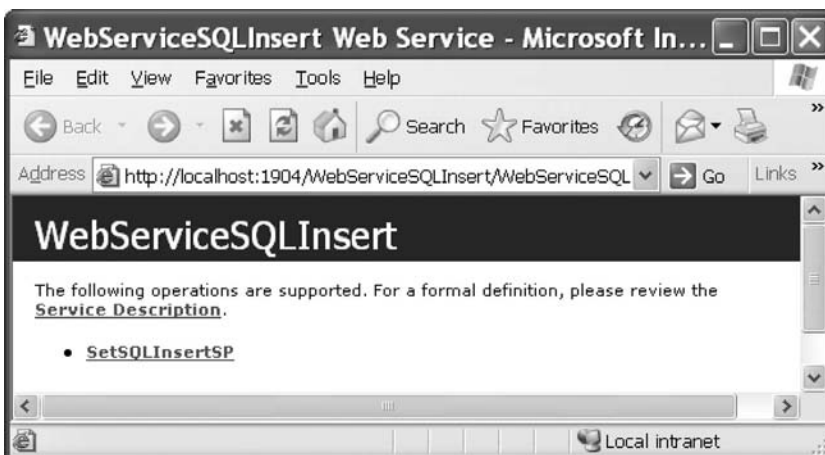 WebServiceSQLInsert Web Service - Microsoft In...
File Edit View Favorites Tools Help
Back Search Favorites »
Address http://localhost:1904/WebServiceSQLInsert/WebServiceSQL Go Links »
WebServiceSQLInsert
The following operations are supported. For a formal definition, please review the
Service Description.
• SetSQLInsertSP
Local intranet